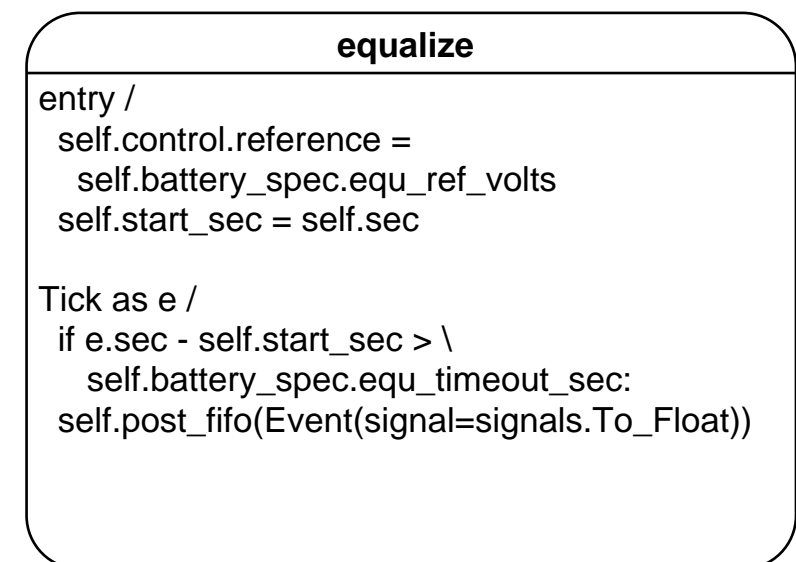 equalize
entry /
self.control.reference =
self.battery_spec.equ_ref_volts
self.start_sec = self.sec
Tick as e /
if e.sec - self.start_sec > \
self.battery_spec.equ_timeout_sec:
self.post_fifo(Event(signal=signals.To_Float))